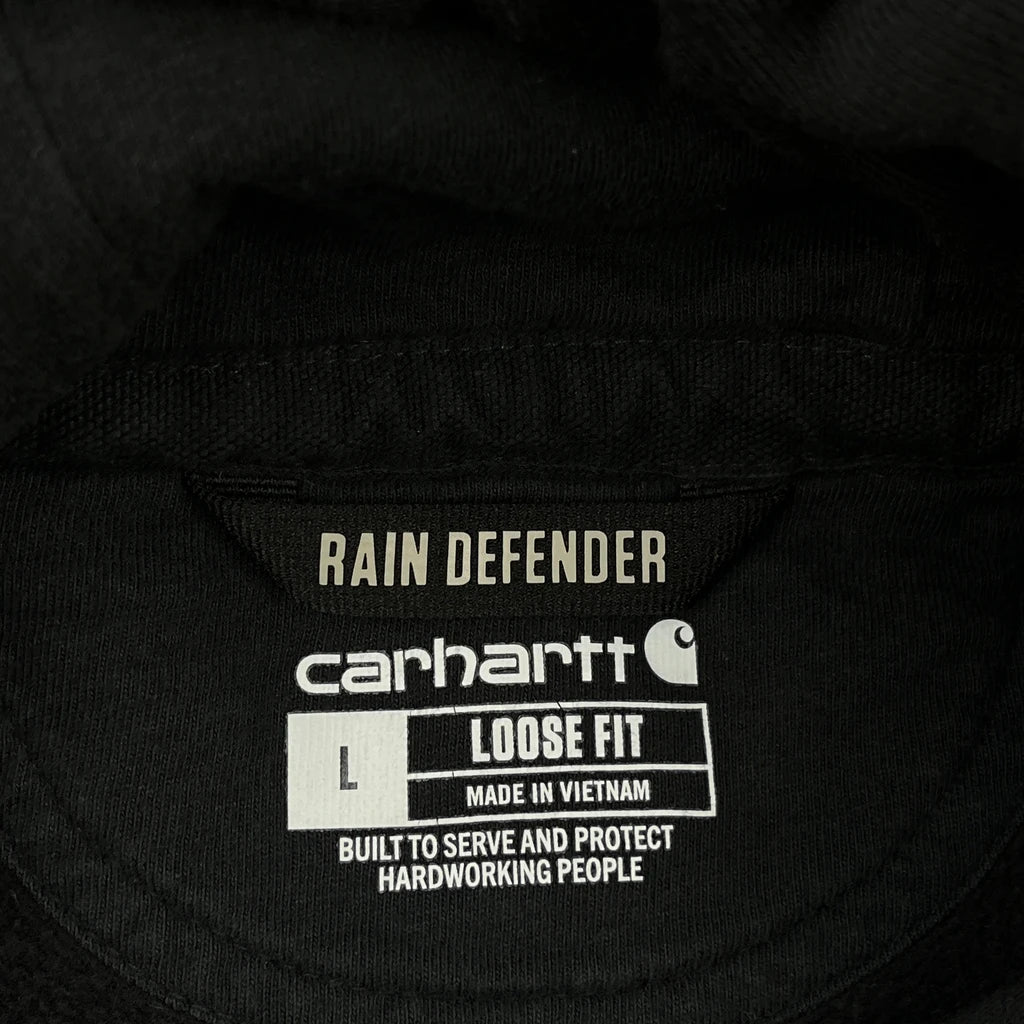 RAIN DEFENDER
carhartt
L
LOOSE FIT
MADE IN VIETNAM
BUILT TO SERVE AND PROTECT
HARDWORKING PEOPLE